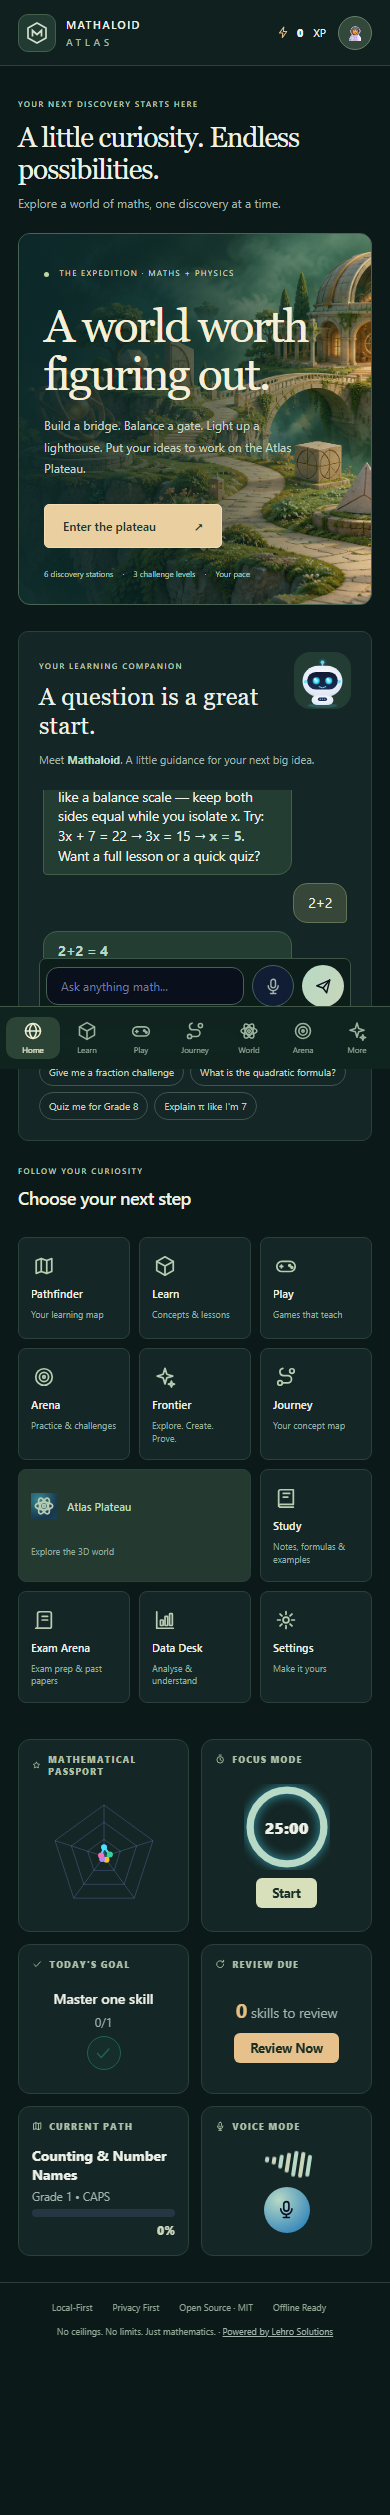 MATHALOID
ATLAS
0 XP
YOUR NEXT DISCOVERY STARTS HERE
A little curiosity. Endless
possibilities.
Explore a world of maths, one discovery at a time.
THE EXPEDITION · MATHS + PHYSICS
A world worth
figuring out.
Build a bridge. Balance a gate. Light up a
lighthouse. Put your ideas to work on the Atlas
Plateau.
Enter the plateau ↗
6 discovery stations · 3 challenge levels · Your pace
YOUR LEARNING COMPANION
A question is a great
start.
Meet Mathaloid. A little guidance for your next big idea.
like a balance scale — keep both
sides equal while you isolate x. Try:
3x + 7 = 22 → 3x = 15 → x = 5.
Want a full lesson or a quick quiz?
2+2
2+2 = 4
Ask anything math...
Home
Learn
Play
Journey
World
Arena
More
Give me a fraction challenge
What is the quadratic formula?
Quiz me for Grade 8
Explain π like I'm 7
FOLLOW YOUR CURIOSITY
Choose your next step
Pathfinder
Your learning map
Learn
Concepts & lessons
Play
Games that teach
Arena
Practice & challenges
Frontier
Explore. Create.
Prove.
Journey
Your concept map
Atlas Plateau
Explore the 3D world
Study
Notes, formulas &
examples
Exam Arena
Exam prep & past
papers
Data Desk
Analyse &
understand
Settings
Make it yours
MATHEMATICAL
PASSPORT
FOCUS MODE
25:00
Start
TODAY'S GOAL
Master one skill
0/1
REVIEW DUE
0 skills to review
Review Now
CURRENT PATH
Counting & Number
Names
Grade 1 • CAPS
0%
VOICE MODE
Local-First
Privacy First
Open Source · MIT
Offline Ready
No ceilings. No limits. Just mathematics. · Powered by Lehro Solutions